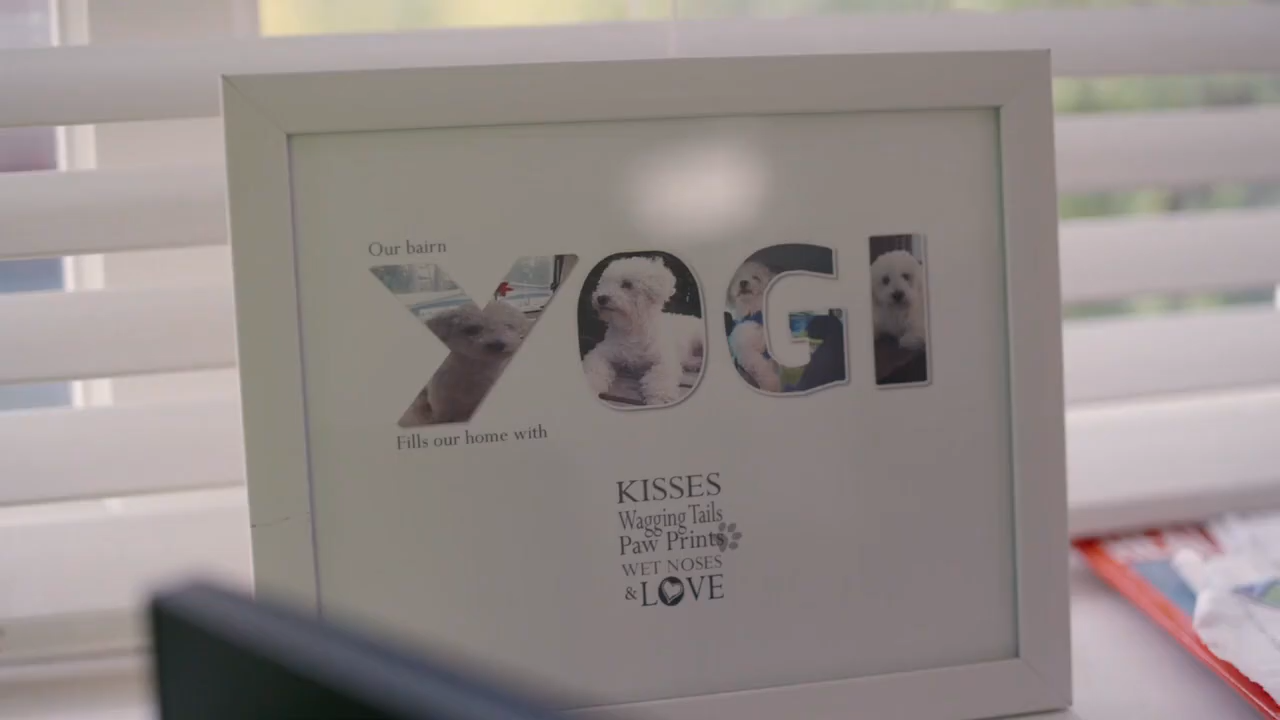 Our bairn
YOGI
Fills our home with
KISSES
Wagging Tails
Paw Prints
WET NOSES
& LOVE